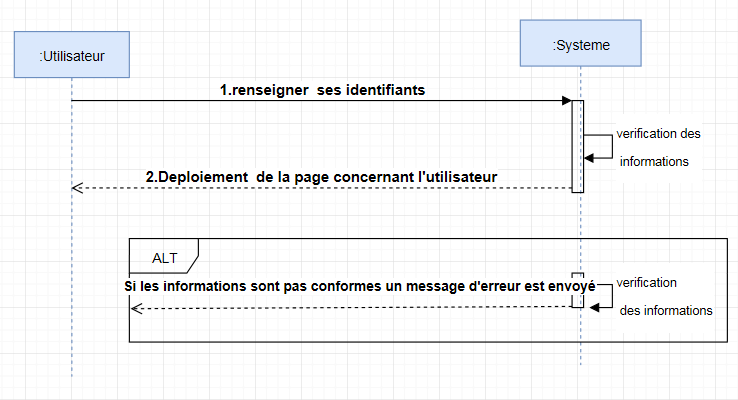 :Utilisateur
:Systeme
1.renseigner ses identifiants
verification des
informations
2.Deploiement de la page concernant l'utilisateur
ALT
Si les informations sont pas conformes un message d'erreur est envoyé
verification
des informations